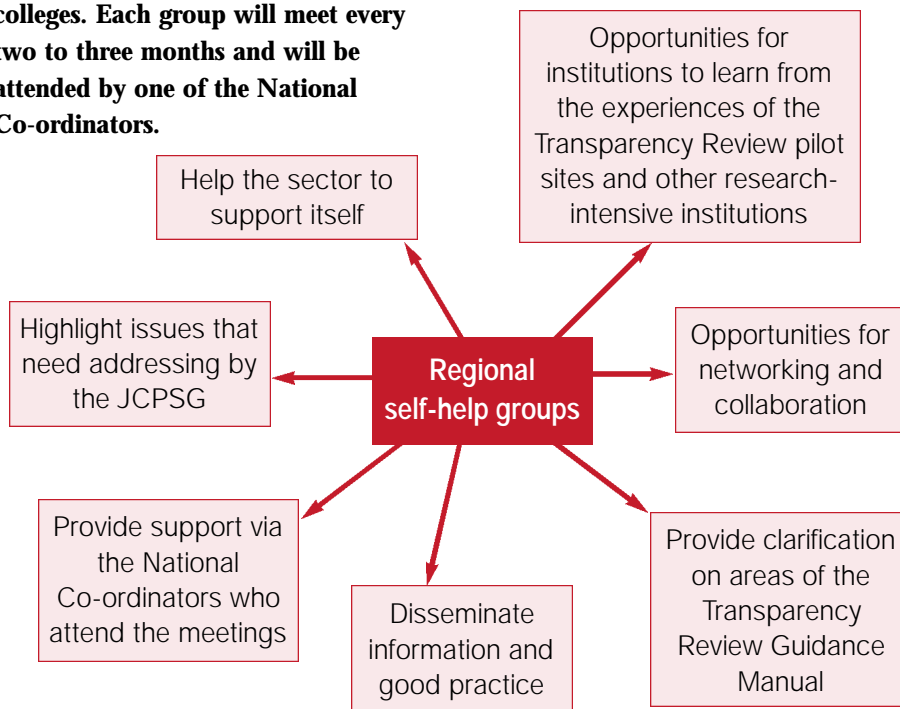 colleges. Each group will meet every
two to three months and will be
attended by one of the National
Co-ordinators.
Opportunities for
institutions to learn from
the experiences of the
Transparency Review pilot
sites and other research-
intensive institutions
Help the sector to
support itself
Highlight issues that
need addressing by
the JCPSG
Regional
self-help groups
Opportunities for
networking and
collaboration
Provide support via
the National
Co-ordinators who
attend the meetings
Disseminate
information and
good practice
Provide clarification
on areas of the
Transparency
Review Guidance
Manual